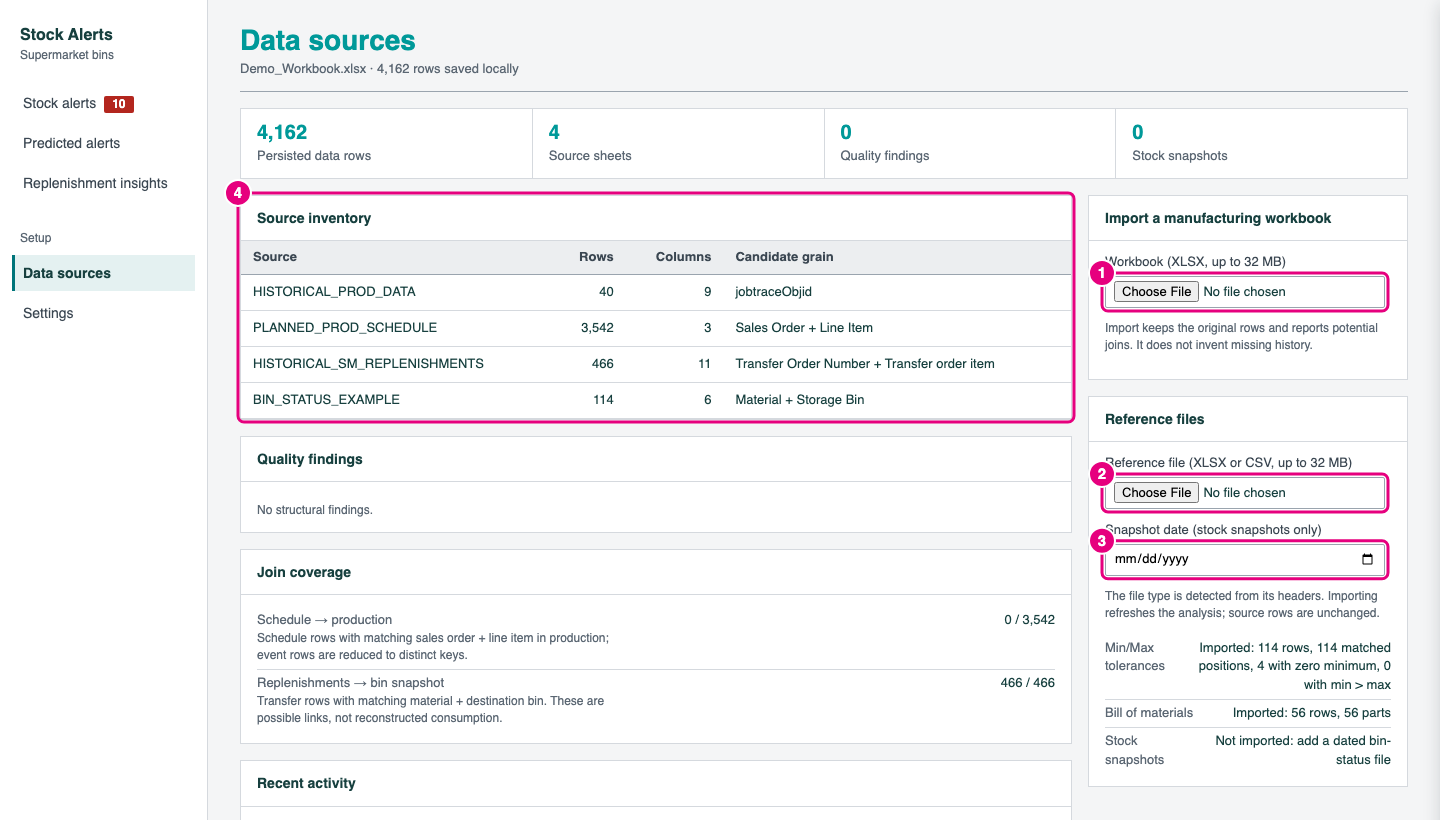 Stock Alerts
Supermarket bins
Stock alerts 10
Predicted alerts
Replenishment insights
Setup
Data sources
Settings
Data sources
Demo_Workbook.xlsx · 4,162 rows saved locally
4,162
Persisted data rows
4
Source sheets
0
Quality findings
0
Stock snapshots
4
Source inventory
Source Rows Columns Candidate grain
HISTORICAL_PROD_DATA 40 9 jobtraceObjid
PLANNED_PROD_SCHEDULE 3,542 3 Sales Order + Line Item
HISTORICAL_SM_REPLENISHMENTS 466 11 Transfer Order Number + Transfer order item
BIN_STATUS_EXAMPLE 114 6 Material + Storage Bin
Quality findings
No structural findings.
Join coverage
Schedule → production 0 / 3,542
Schedule rows with matching sales order + line item in production;
event rows are reduced to distinct keys.
Replenishments → bin snapshot 466 / 466
Transfer rows with matching material + destination bin. These are
possible links, not reconstructed consumption.
Recent activity
Import a manufacturing workbook
Workbook (XLSX, up to 32 MB)
1
Choose File No file chosen
Import keeps the original rows and reports potential
joins. It does not invent missing history.
Reference files
Reference file (XLSX or CSV, up to 32 MB)
2
Choose File No file chosen
Snapshot date (stock snapshots only)
3
mm/dd/yyyy
The file type is detected from its headers. Importing
refreshes the analysis; source rows are unchanged.
Min/Max Imported: 114 rows, 114 matched
tolerances positions, 4 with zero minimum, 0
with min > max
Bill of materials Imported: 56 rows, 56 parts
Stock Not imported: add a dated bin-
snapshots status file